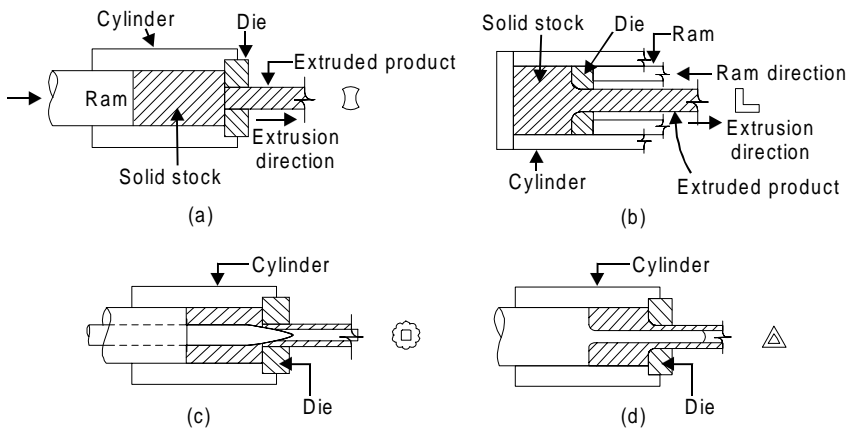 Cylinder
Die
Extruded product
Ram
Extrusion
direction
Solid stock
(a)
Solid stock
Die
Ram
Ram direction
Extrusion
direction
Cylinder
Extruded product
(b)
Cylinder
Die
(c)
Cylinder
Die
(d)